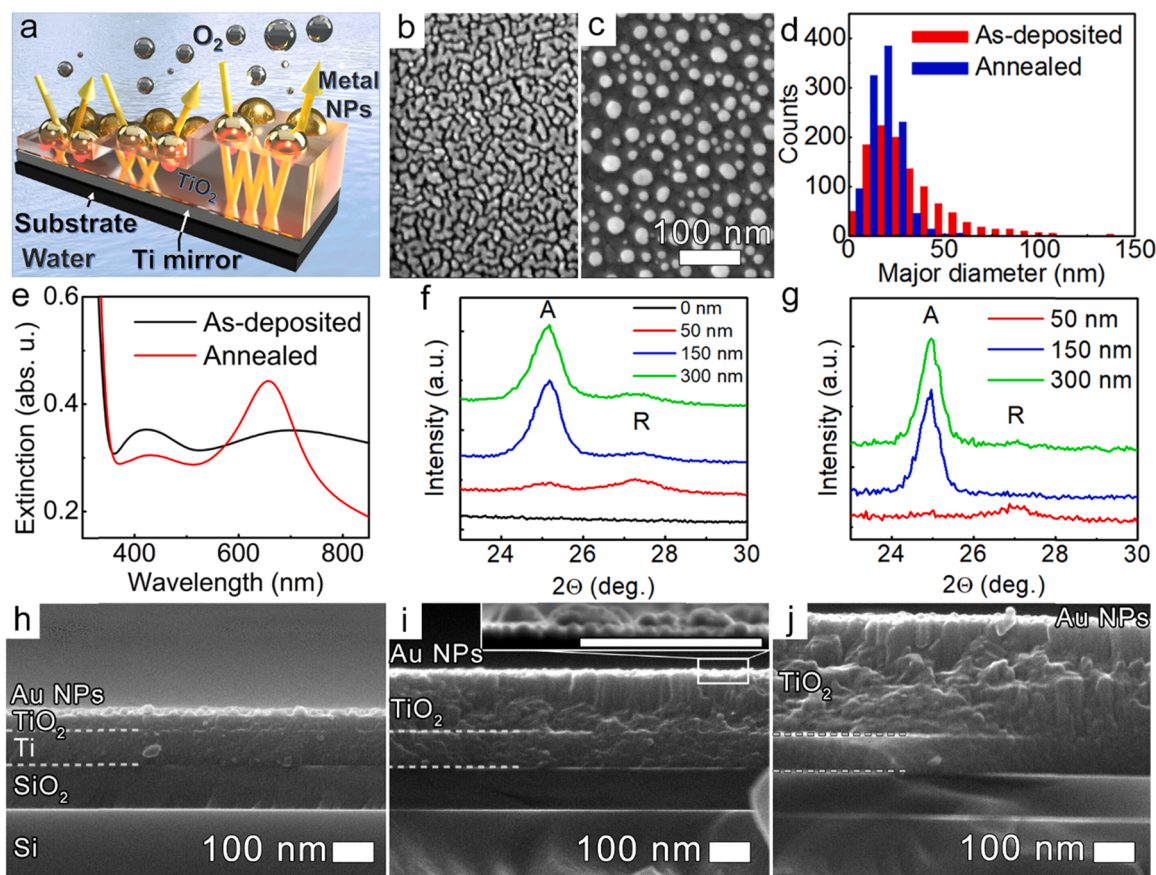 a
O2
Metal
NPs
TiO2
Substrate
Water
Ti mirror
b
c
100 nm
d
As-deposited
Annealed
Counts
400
300
200
100
0
0
50
100
150
Major diameter (nm)
e
As-deposited
Annealed
Extinction (abs. u.)
0.6
0.4
0.2
400
600
800
Wavelength (nm)
f
A
R
0 nm
50 nm
150 nm
300 nm
Intensity (a.u.)
24
26
28
30
2Θ (deg.)
g
A
R
50 nm
150 nm
300 nm
Intensity (a.u.)
24
26
28
30
2Θ (deg.)
h
Au NPs
TiO2
Ti
SiO2
Si
100 nm
i
Au NPs
TiO2
100 nm
j
Au NPs
TiO2
100 nm